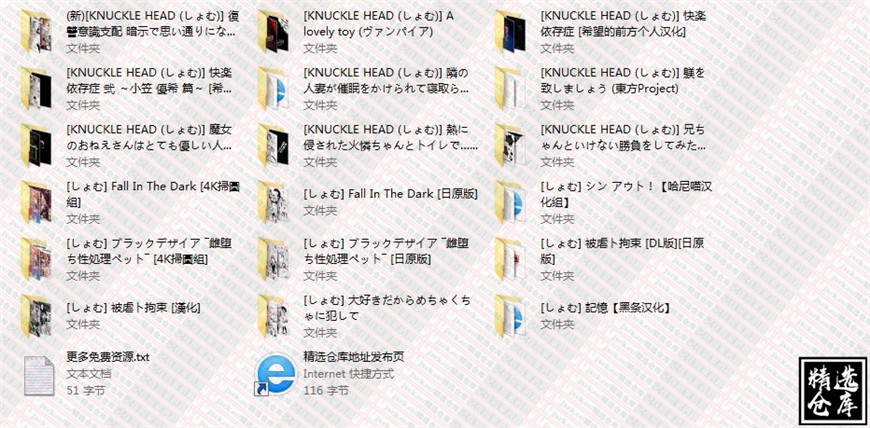 (新)[KNUCKLE HEAD (しょむ)] 復
讐意識支配 暗示で思い通りにな...
文件夹
[KNUCKLE HEAD (しょむ)] A
lovely toy (ヴァンパイア)
文件夹
[KNUCKLE HEAD (しょむ)] 快楽
依存症 [希望的前方个人汉化]
文件夹
[KNUCKLE HEAD (しょむ)] 快楽
依存症 弐 ～小笠 優希 篇～ [希...
文件夹
[KNUCKLE HEAD (しょむ)] 隣の
人妻が催眠をかけられて寝取ら...
文件夹
[KNUCKLE HEAD (しょむ)] 躾を
致しましょう (東方Project)
文件夹
[KNUCKLE HEAD (しょむ)] 魔女
のおねえさんはとても優しい人...
文件夹
[KNUCKLE HEAD (しょむ)] 熱に
侵された火憐ちゃんとトイレで......
文件夹
[KNUCKLE HEAD (しょむ)] 兄ち
ゃんといけない勝負をしてみた...
文件夹
[しょむ] Fall In The Dark [4K掃圖
組]
文件夹
[しょむ] Fall In The Dark [日原版]
文件夹
[しょむ] シン アウト！【哈尼喵汉
化组】
文件夹
[しょむ] ブラックデザイア ‾雌堕
ち性処理ペット‾ [4K掃圖組]
文件夹
[しょむ] ブラックデザイア ‾雌堕
ち性処理ペット‾ [日原版]
文件夹
[しょむ] 被虐ト拘束 [DL版][日原
版]
文件夹
[しょむ] 被虐ト拘束 [漢化]
文件夹
[しょむ] 大好きだからめちゃくち
ゃに犯して
文件夹
[しょむ] 記憶【黑条汉化】
文件夹
更多免费资源.txt
文本文档
51 字节
精选仓库地址发布页
Internet 快捷方式
116 字节
精选
仓库